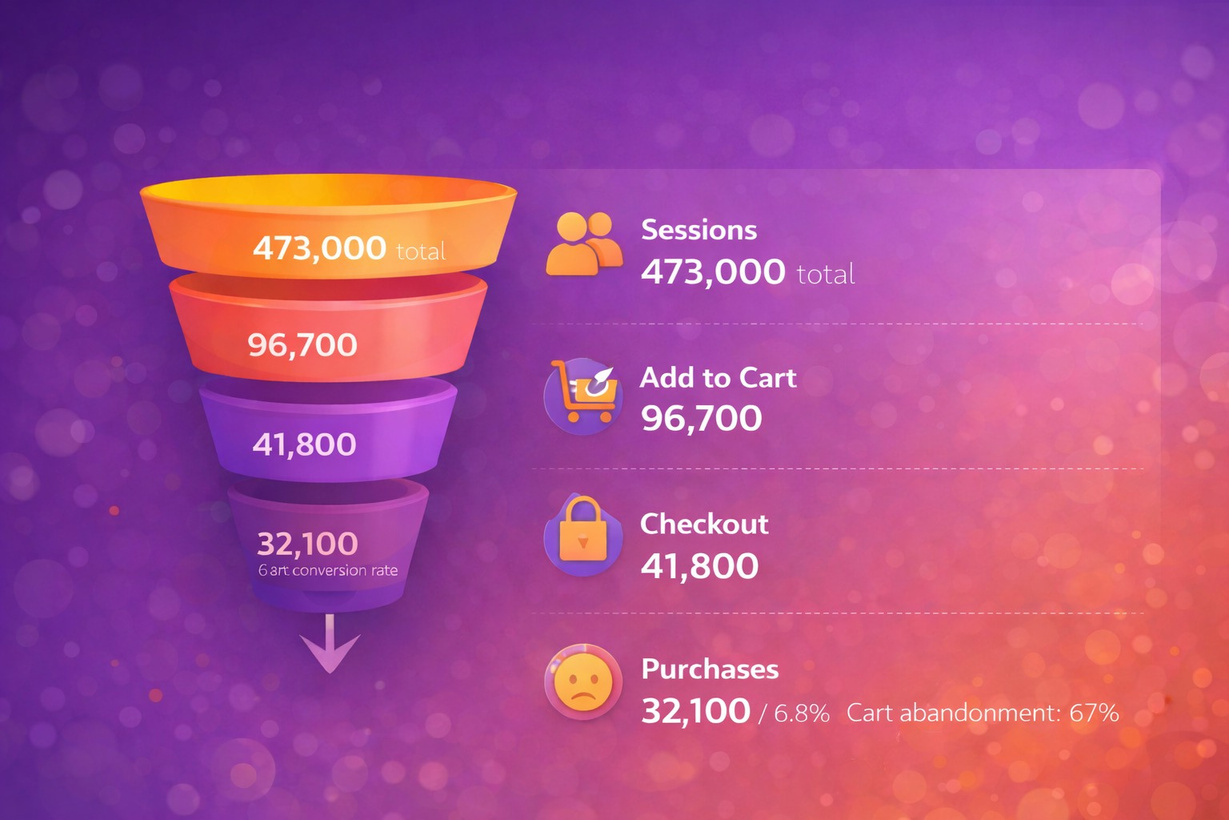 473,000 total
96,700
41,800
32,100
conversion rate
Sessions
473,000 total
Add to Cart
96,700
Checkout
41,800
Purchases
32,100 / 6.8% Cart abandonment: 67%